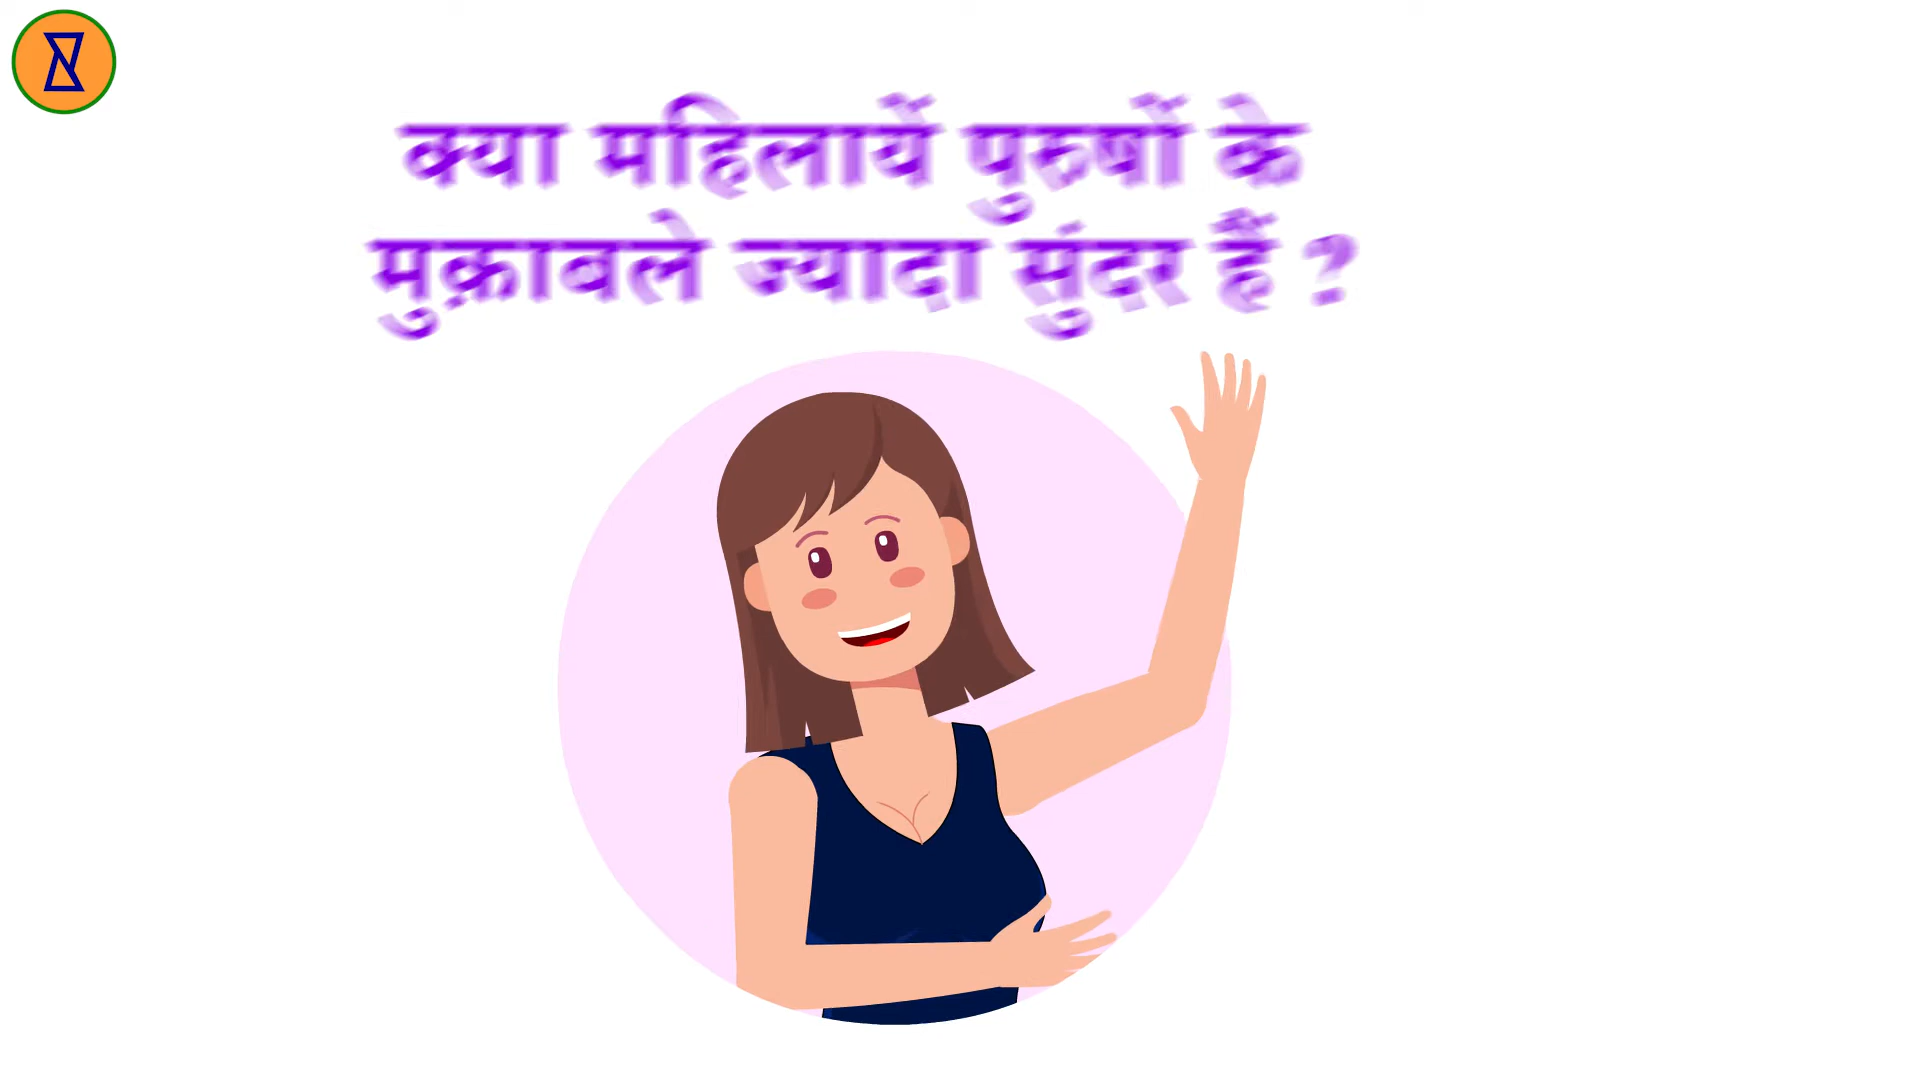 क्या महिलायें पुरुषों के
मुक़ाबले ज्यादा सुंदर हैं ?